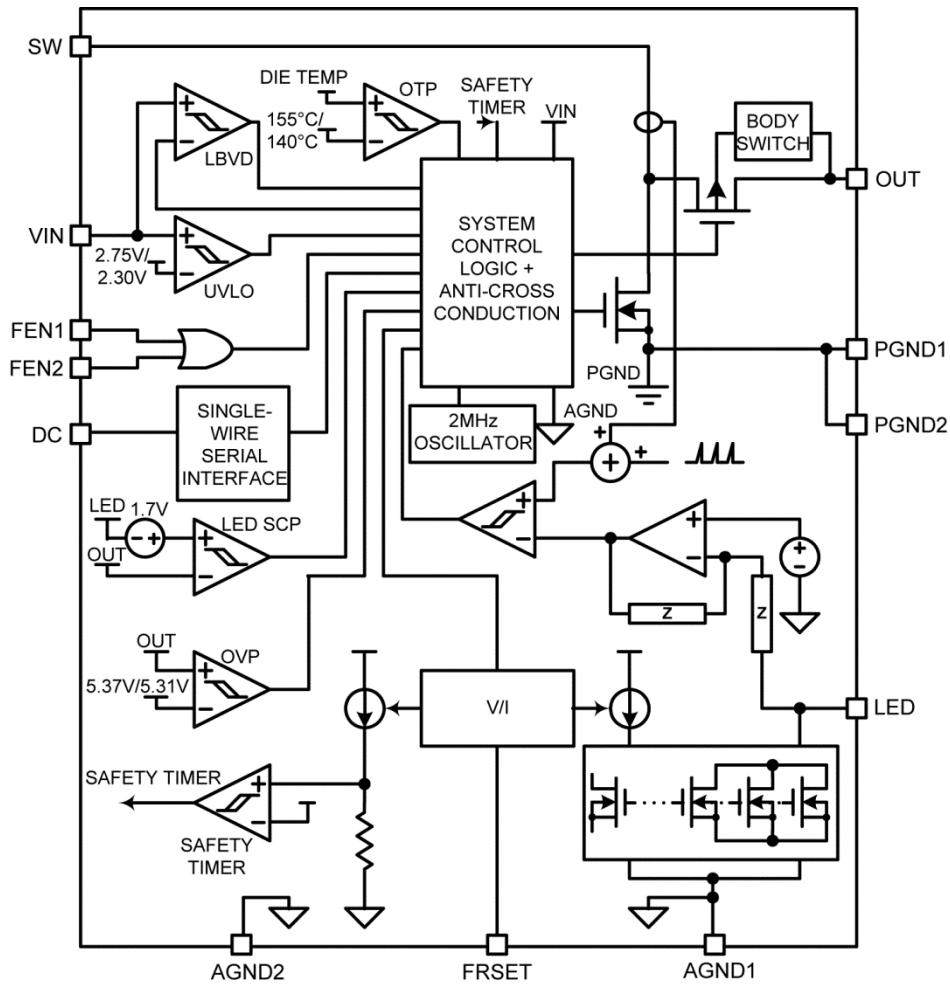 SW
DIE TEMP
OTP
SAFETY
TIMER
VIN
155°C/
140°C
LBVD
BODY
SWITCH
OUT
VIN
2.75V/
2.30V
UVLO
SYSTEM
CONTROL
LOGIC +
ANTI-CROSS
CONDUCTION
FEN1
FEN2
PGND
PGND1
PGND2
DC
SINGLE-
WIRE
SERIAL
INTERFACE
2MHz
OSCILLATOR
AGND
LED
1.7V
OUT
LED SCP
Z
Z
OUT
OVP
5.37V/5.31V
V/I
LED
SAFETY TIMER
SAFETY
TIMER
AGND2
FRSET
AGND1